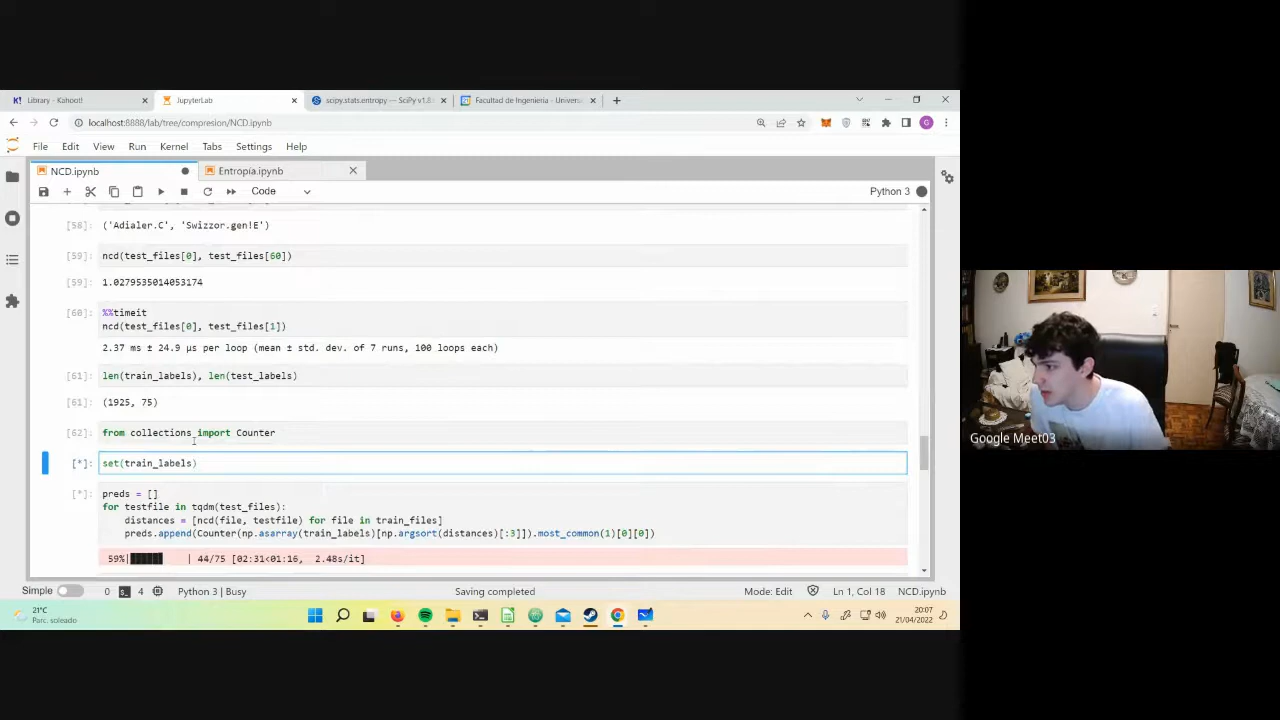 Library - Kahoot!
JupyterLab
scipy.stats.entropy — SciPy v1.8
Facultad de Ingeniería - Univers
localhost:8888/lab/tree/compresion/NCD.ipynb
G
File Edit View Run Kernel Tabs Settings Help
NCD.ipynb
Entropía.ipynb
Code
Python 3
[58]: ('Adialer.C', 'Swizzor.gen!E')
[59]: ncd(test_files[0], test_files[60])
[59]: 1.0279535014053174
[60]: %%timeit
ncd(test_files[0], test_files[1])
2.37 ms ± 24.9 µs per loop (mean ± std. dev. of 7 runs, 100 loops each)
[61]: len(train_labels), len(test_labels)
[61]: (1925, 75)
[62]: from collections import Counter
[*]: set(train_labels)
[*]: preds = []
for testfile in tqdm(test_files):
distances = [ncd(file, testfile) for file in train_files]
preds.append(Counter(np.asarray(train_labels)[np.argsort(distances)[:3]]).most_common(1)[0][0])
59%| | 44/75 [02:31<01:16, 2.48s/it]
Simple 0 4 Python 3 | Busy Saving completed Mode: Edit Ln 1, Col 18 NCD.ipynb
21°C
Parc. soleado
20:07
21/04/2022
Google Meet03